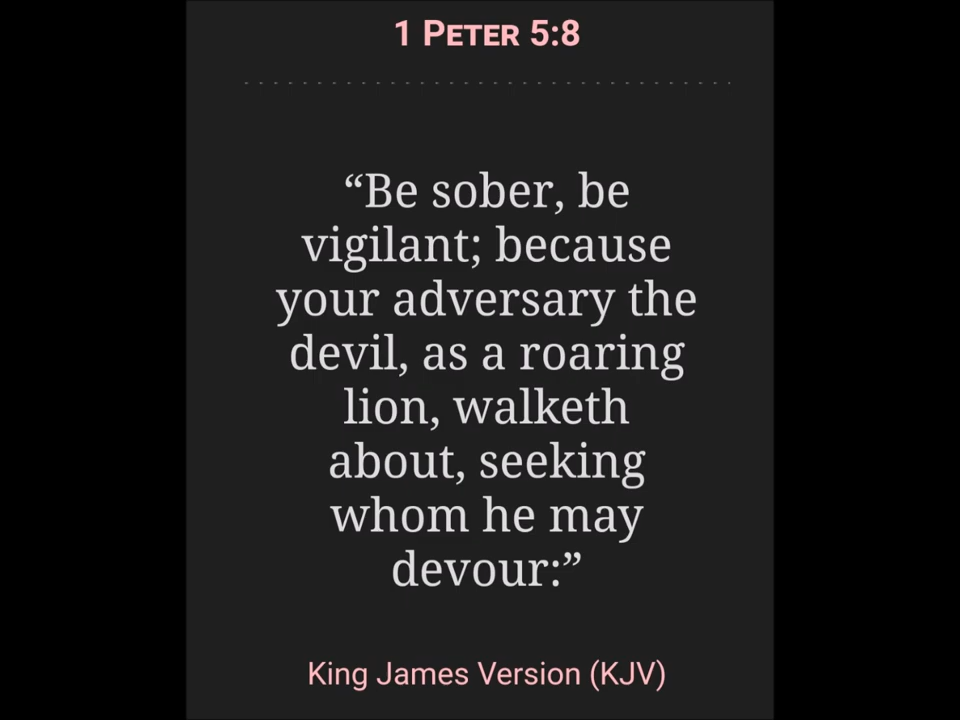 1 Peter 5:8
“Be sober, be
vigilant; because
your adversary the
devil, as a roaring
lion, walketh
about, seeking
whom he may
devour:”
King James Version (KJV)